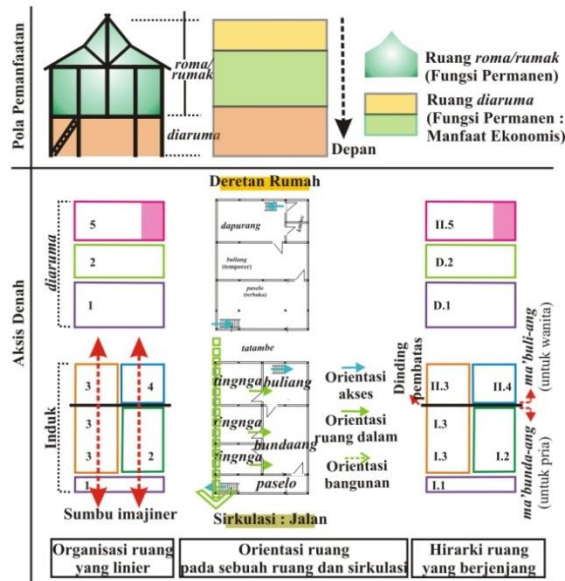 Pola Pemanfaatan
roma/
rumak
diaruma
Depan
Ruang roma/rumak
(Fungsi Permanen)
Ruang diaruma
(Fungsi Permanen :
Manfaat Ekonomis)
Aksis Denah
diaruma
5
2
1
Induk
3
4
3
3
2
1
Sumbu imajiner
Deretan Rumah
dapurang
buliang
(temporer)
paselo
(terbuka)
tatambe
tingnga
buliang
tingnga
bundaang
tingnga
paselo
Sirkulasi : Jalan
Orientasi
akses
Orientasi
ruang dalam
Orientasi
bangunan
II.5
D.2
D.1
Dinding
pembatas
II.3
II.4
I.3
I.3
I.2
I.1
ma'buli-ang
(untuk wanita)
ma'bunda-ang
(untuk pria)
Organisasi ruang
yang linier
Orientasi ruang
pada sebuah ruang dan sirkulasi
Hirarki ruang
yang berjenjang